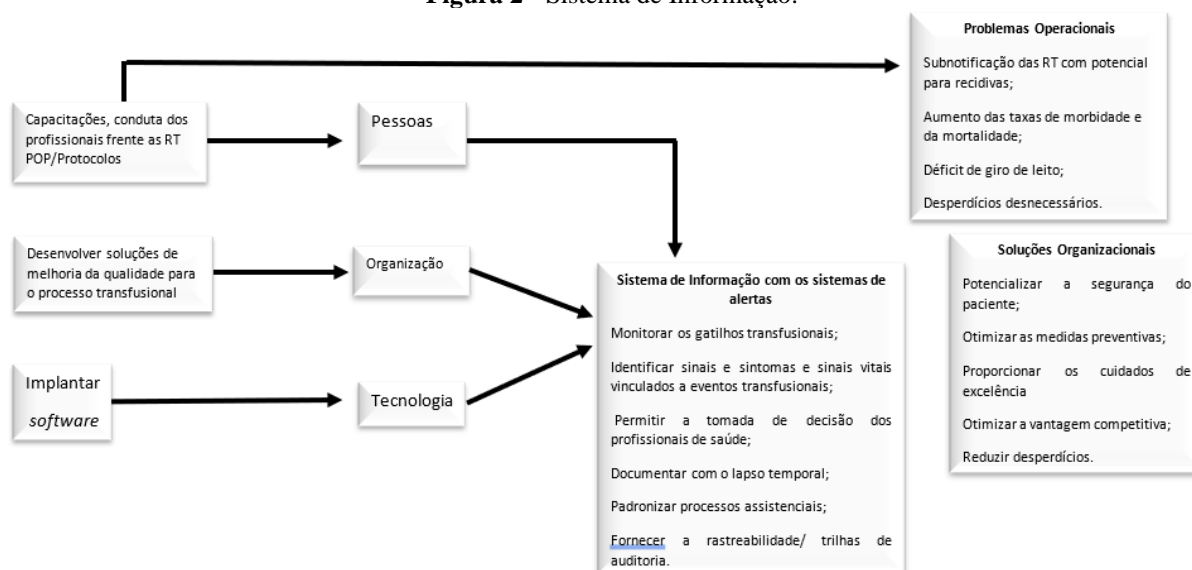 Figura 2 - Sistema de Informação.
Problemas Operacionais
Subnotificação das RT com potencial
para recidivas;
Aumento das taxas de morbidade e
da mortalidade;
Déficit de giro de leito;
Desperdícios desnecessários.
Capacitações, conduta dos
profissionais frente as RT
POP/Protocolos
Pessoas
Desenvolver soluções de
melhoria da qualidade para
o processo transfusional
Organização
Implantar
software
Tecnologia
Sistema de Informação com os sistemas de
alertas
Monitorar os gatilhos transfusionais;
Identificar sinais e sintomas e sinais vitais
vinculados a eventos transfusionais;
Permitir a tomada de decisão dos
profissionais de saúde;
Documentar com o lapso temporal;
Padronizar processos assistenciais;
Fornecer a rastreabilidade/ trilhas de
auditoria.
Soluções Organizacionais
Potencializar a segurança do
paciente;
Otimizar as medidas preventivas;
Proporcionar os cuidados de
excelência
Otimizar a vantagem competitiva;
Reduzir desperdícios.